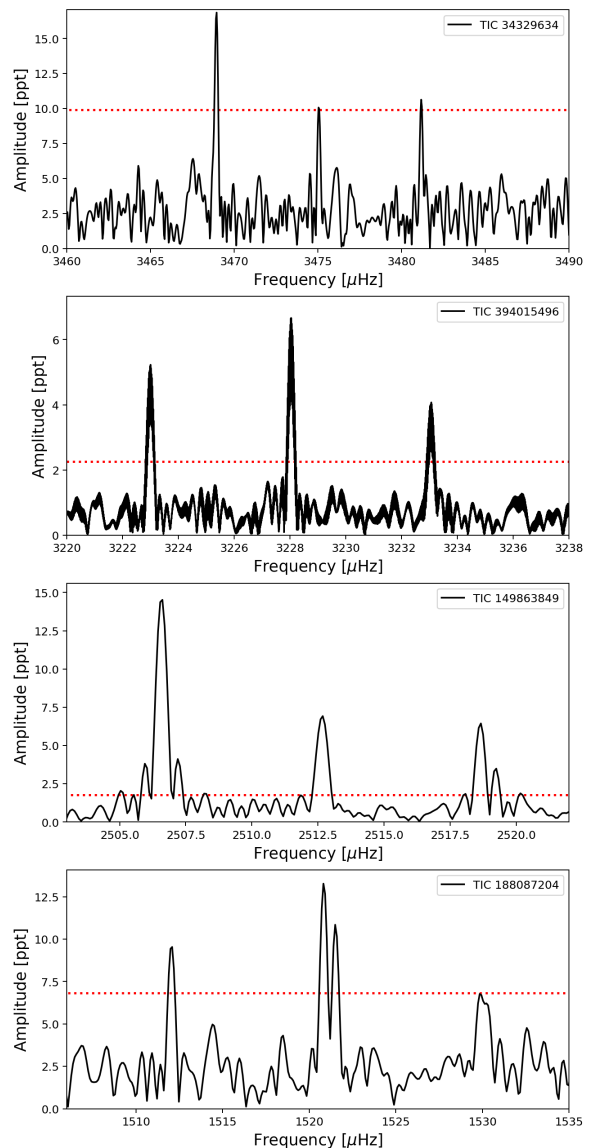 TIC 34329634
Amplitude [ppt]
15.0
12.5
10.0
7.5
5.0
2.5
0.0
3460 3465 3470 3475 3480 3485 3490
Frequency [μHz]
TIC 394015496
Amplitude [ppt]
6
4
2
0
3220 3222 3224 3226 3228 3230 3232 3234 3236 3238
Frequency [μHz]
TIC 149863849
Amplitude [ppt]
15.0
12.5
10.0
7.5
5.0
2.5
0.0
2505.0 2507.5 2510.0 2512.5 2515.0 2517.5 2520.0
Frequency [μHz]
TIC 188087204
Amplitude [ppt]
12.5
10.0
7.5
5.0
2.5
0.0
1510 1515 1520 1525 1530 1535
Frequency [μHz]